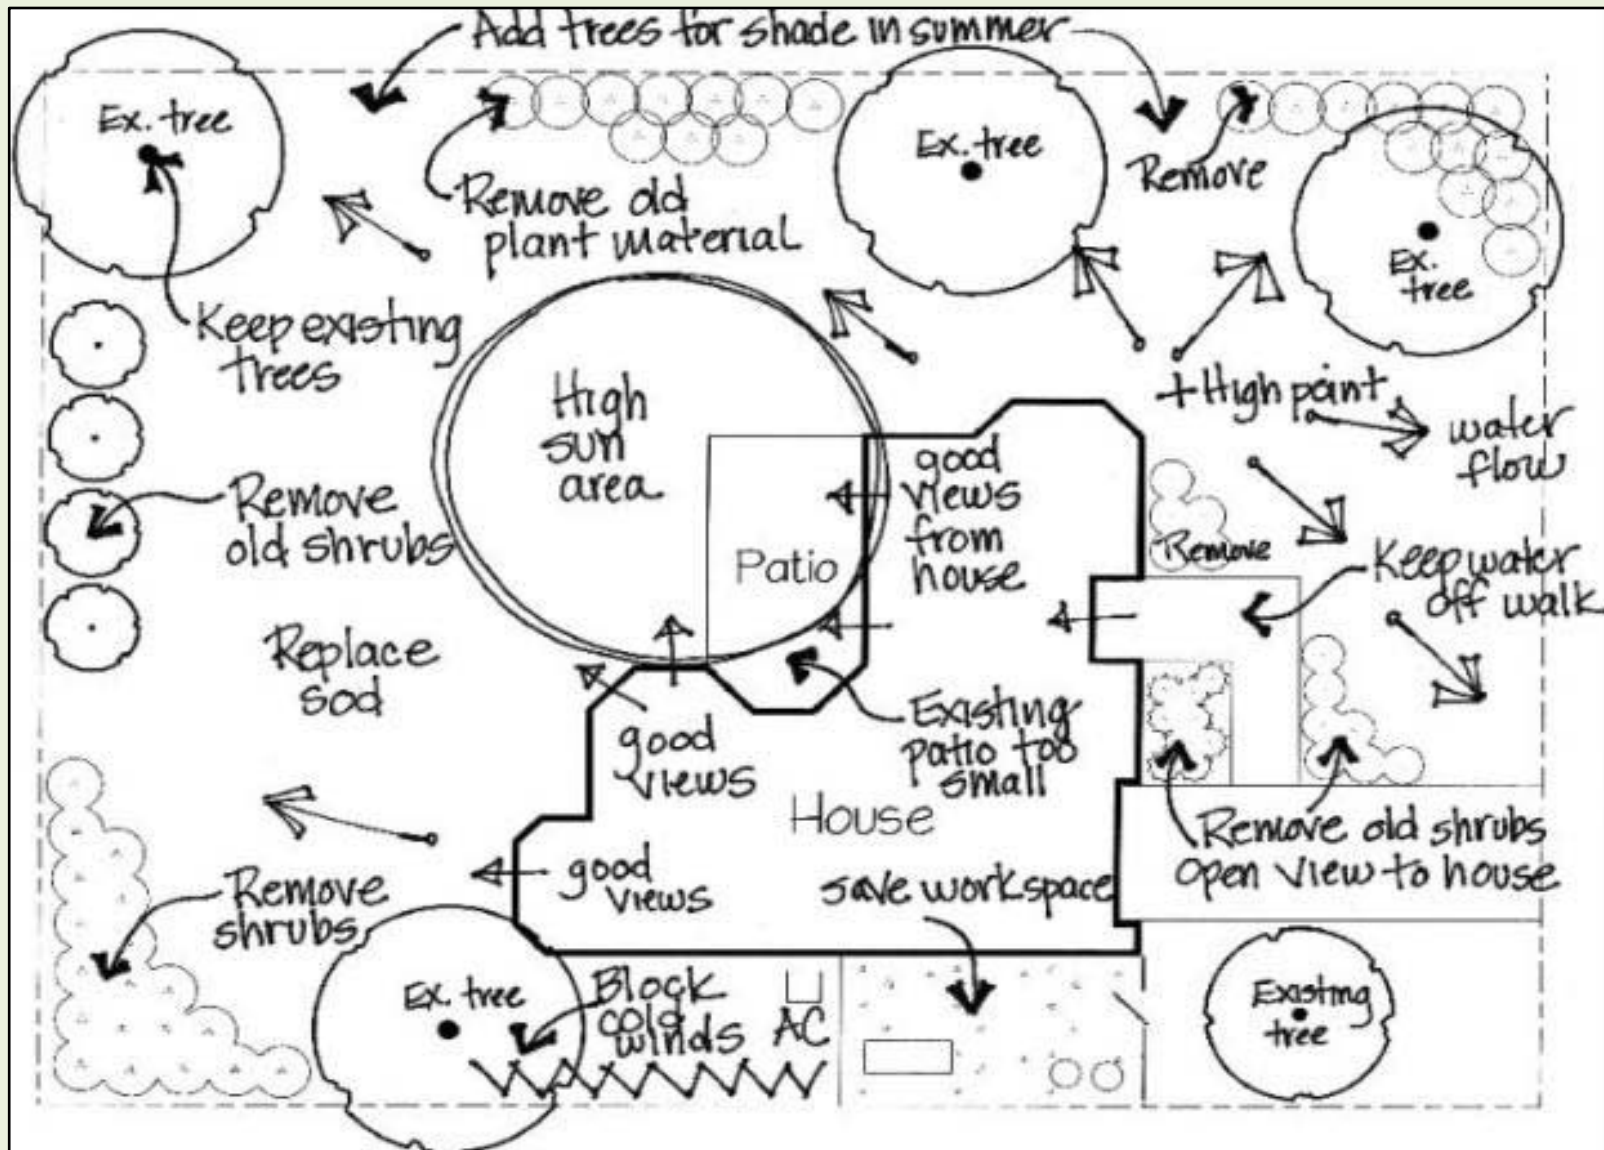 Add trees for shade in summer
Ex. tree
Ex. tree
Remove
Remove old
plant material
Ex.
tree
Keep existing
trees
High
sun
area
+ High point
water
flow
good
views
from
house
Remove
old shrubs
Patio
Remove
Keep water
off walk
Replace
sod
good
views
Existing
patio too
small
House
Remove old shrubs
open view to house
good
views
save workspace
Remove
shrubs
Ex. tree
Block
cold
winds
AC
Existing
tree